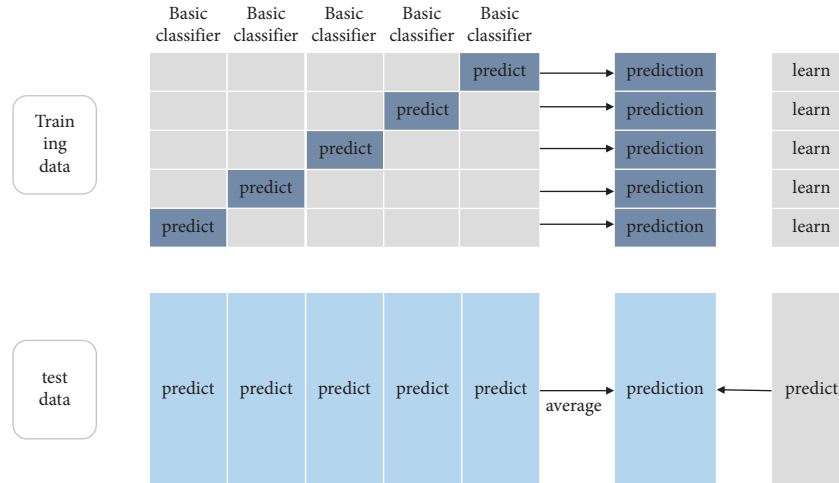 Basic Basic Basic Basic Basic
classifier classifier classifier classifier classifier
predict prediction learn
predict prediction learn
Train
ing
data
predict prediction learn
predict prediction learn
predict prediction learn
test
data
predict predict predict predict predict prediction predict
average